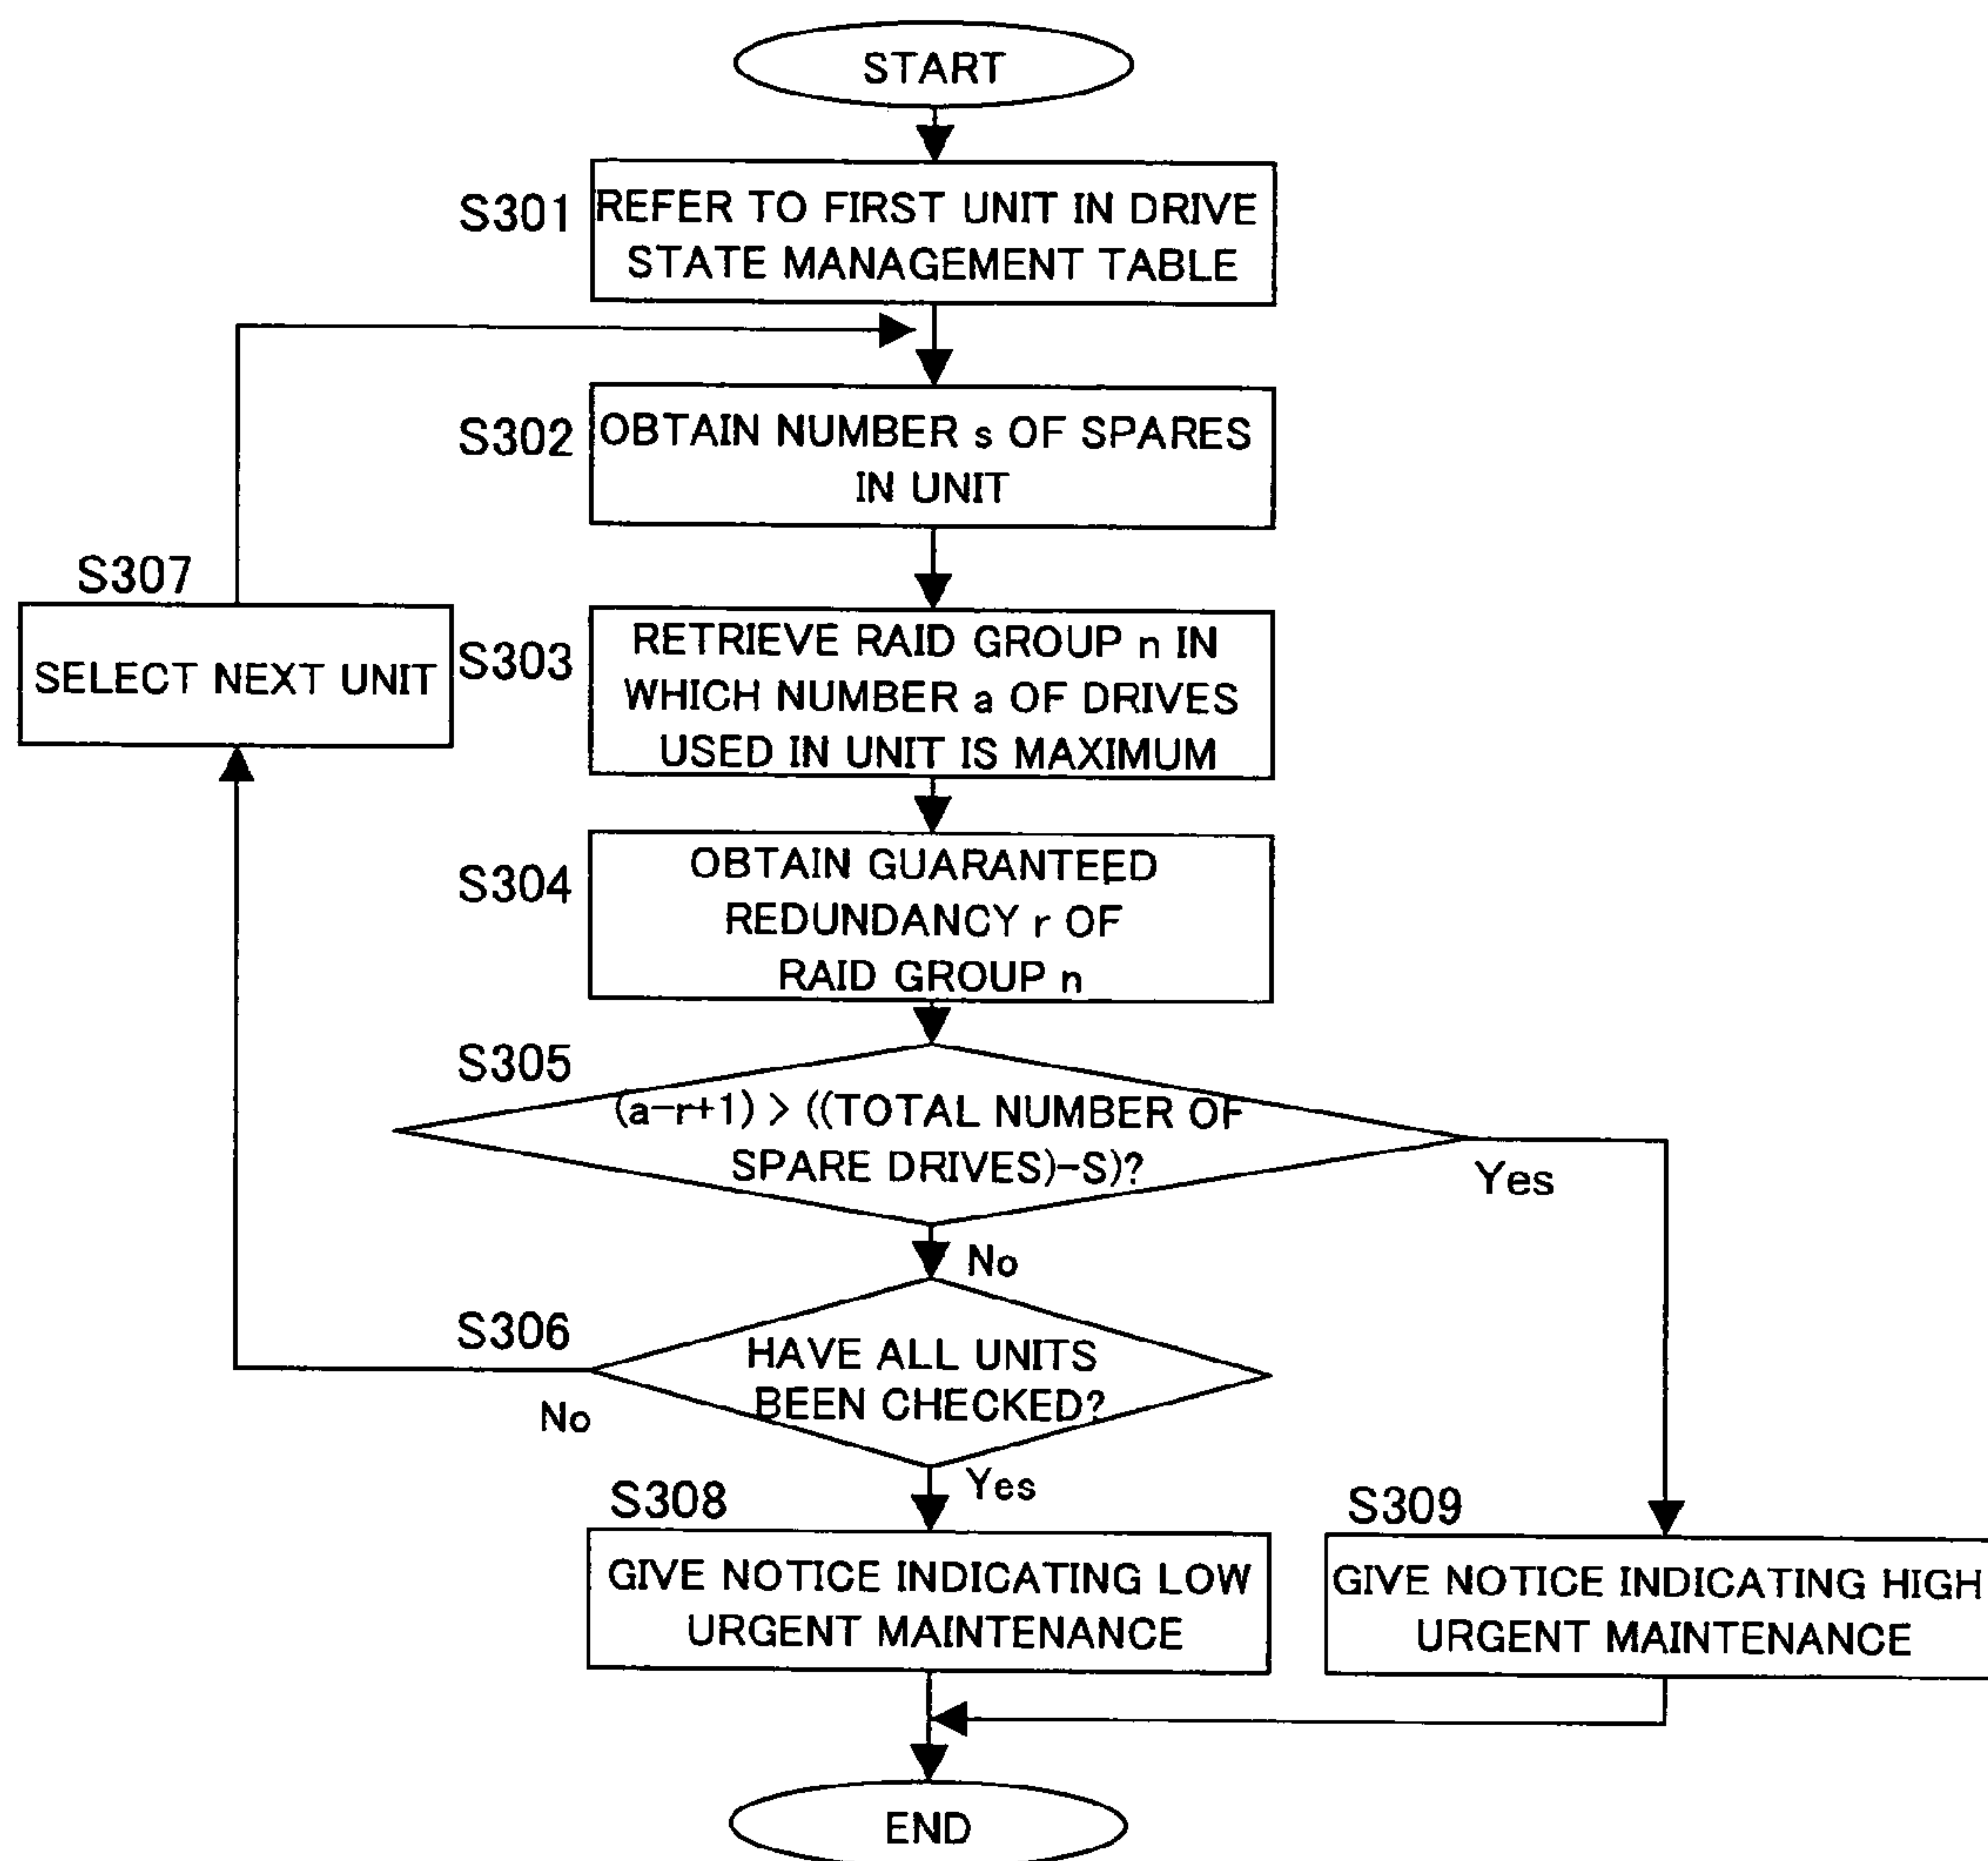 START
S301
REFER TO FIRST UNIT IN DRIVE
STATE MANAGEMENT TABLE
S302
OBTAIN NUMBER s OF SPARES
IN UNIT
S307
SELECT NEXT UNIT
S303
RETRIEVE RAID GROUP n IN
WHICH NUMBER a OF DRIVES
USED IN UNIT IS MAXIMUM
S304
OBTAIN GUARANTEED
REDUNDANCY r OF
RAID GROUP n
S305
(a-r+1) > ((TOTAL NUMBER OF
SPARE DRIVES)-S)?
Yes
No
S306
HAVE ALL UNITS
BEEN CHECKED?
No
Yes
S308
GIVE NOTICE INDICATING LOW
URGENT MAINTENANCE
S309
GIVE NOTICE INDICATING HIGH
URGENT MAINTENANCE
END